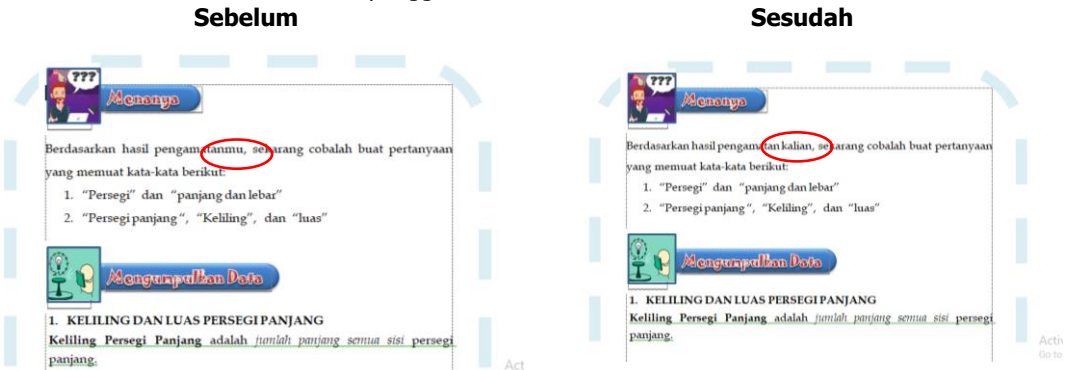 Sebelum
???
Menanya
Berdasarkan hasil pengamatanmu, sekarang cobalah buat pertanyaan
yang memuat kata-kata berikut:
1. "Persegi" dan "panjang dan lebar"
2. "Persegi panjang", "Keliling", dan "luas"
Mengumpulkan Data
1. KELILING DAN LUAS PERSEGI PANJANG
Keliling Persegi Panjang adalah jumlah panjang semua sisi persegi
panjang.
Act
Sesudah
???
Menanya
Berdasarkan hasil pengamatan kalian, sekarang cobalah buat pertanyaan
yang memuat kata-kata berikut:
1. "Persegi" dan "panjang dan lebar"
2. "Persegi panjang", "Keliling", dan "luas"
Mengumpulkan Data
1. KELILING DAN LUAS PERSEGI PANJANG
Keliling Persegi Panjang adalah jumlah panjang semua sisi persegi
panjang.
Activ
Go to